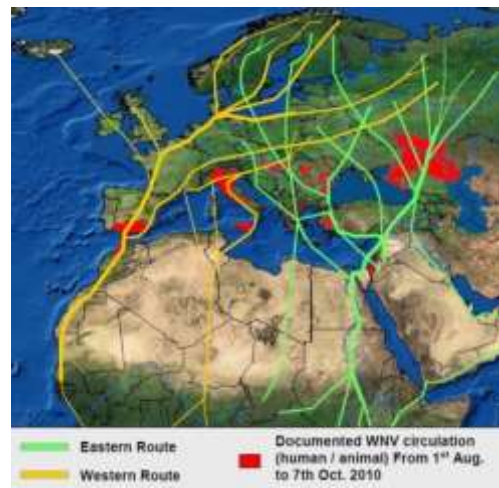 Eastern Route
Western Route
Documented WNV circulation
(human / animal) From 1st Aug.
to 7th Oct. 2010